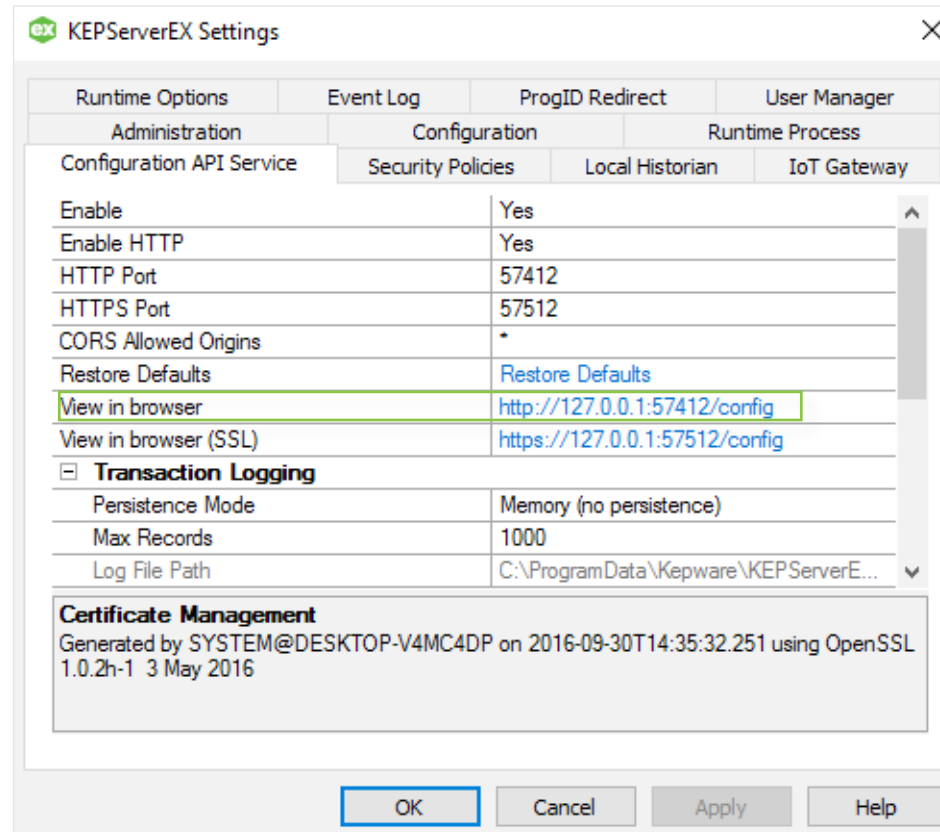 ex KEPServerEX Settings
Runtime Options Event Log ProgID Redirect User Manager
Administration Configuration Runtime Process
Configuration API Service Security Policies Local Historian IoT Gateway
Enable Yes
Enable HTTP Yes
HTTP Port 57412
HTTPS Port 57512
CORS Allowed Origins *
Restore Defaults Restore Defaults
View in browser http://127.0.0.1:57412/config
View in browser (SSL) https://127.0.0.1:57512/config
Transaction Logging
Persistence Mode Memory (no persistence)
Max Records 1000
Log File Path C:\ProgramData\Kepware\KEPServerE...
Certificate Management
Generated by SYSTEM@DESKTOP-V4MC4DP on 2016-09-30T14:35:32.251 using OpenSSL
1.0.2h-1 3 May 2016
OK Cancel Apply Help